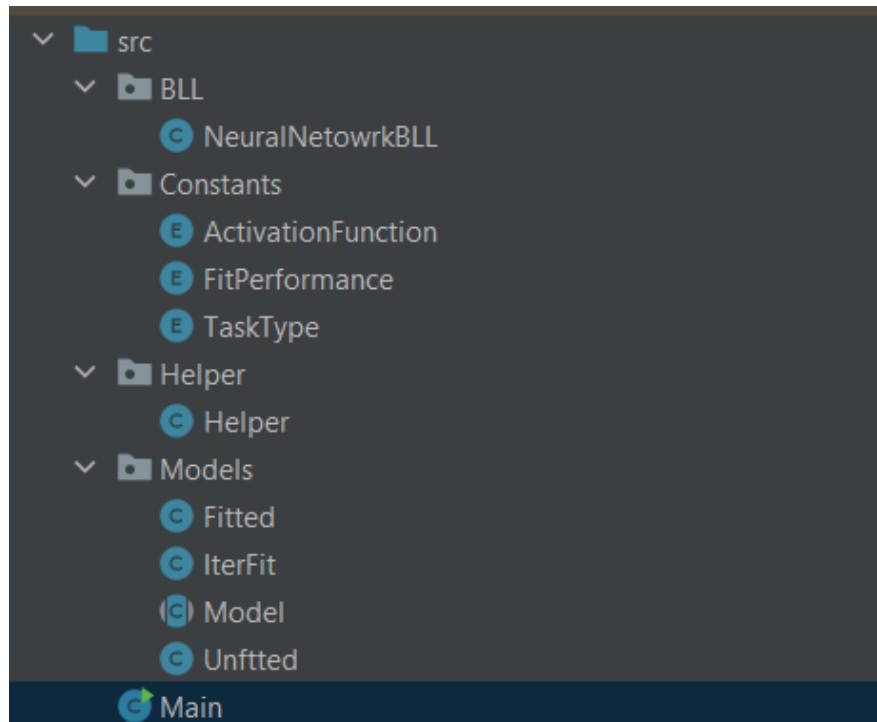 src
BLL
C NeuralNetowrkBLL
Constants
E ActivationFunction
E FitPerformance
E TaskType
Helper
C Helper
Models
C Fitted
C IterFit
C Model
C Unftted
C Main